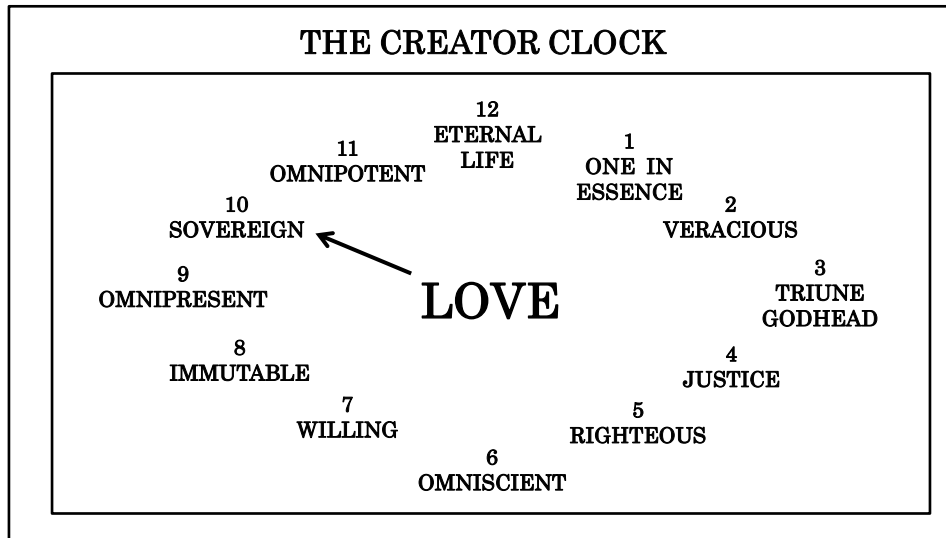 THE CREATOR CLOCK
12
ETERNAL
LIFE
1
ONE IN
ESSENCE
2
VERACIOUS
3
TRIUNE
GODHEAD
4
JUSTICE
5
RIGHTEOUS
6
OMNISCIENT
7
WILLING
8
IMMUTABLE
9
OMNIPRESENT
10
SOVEREIGN
11
OMNIPOTENT
LOVE